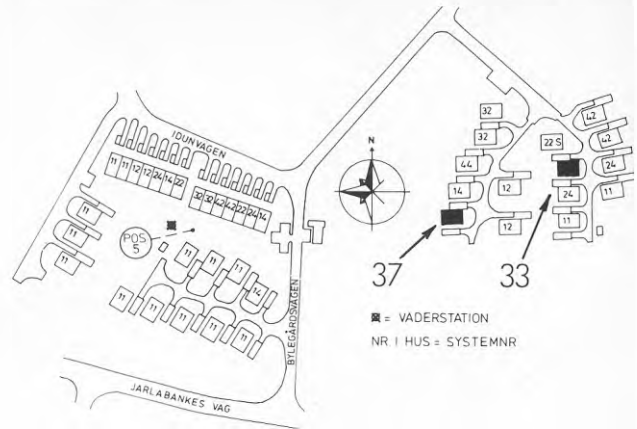 IDUNVÄGEN
11 11 12 12 24 14 22
32 32 42 42 22 24 14
11
11
11
POS
5
11 11 11 14
11 11 11 11 11
BYLEGÅRDSVÄGEN
JARLABANKES VÄG
N
32
32
44
14
12
12
37
22 S
24
11
33
42
42
24
11
= VÄDERSTATION
NR I HUS = SYSTEMNR